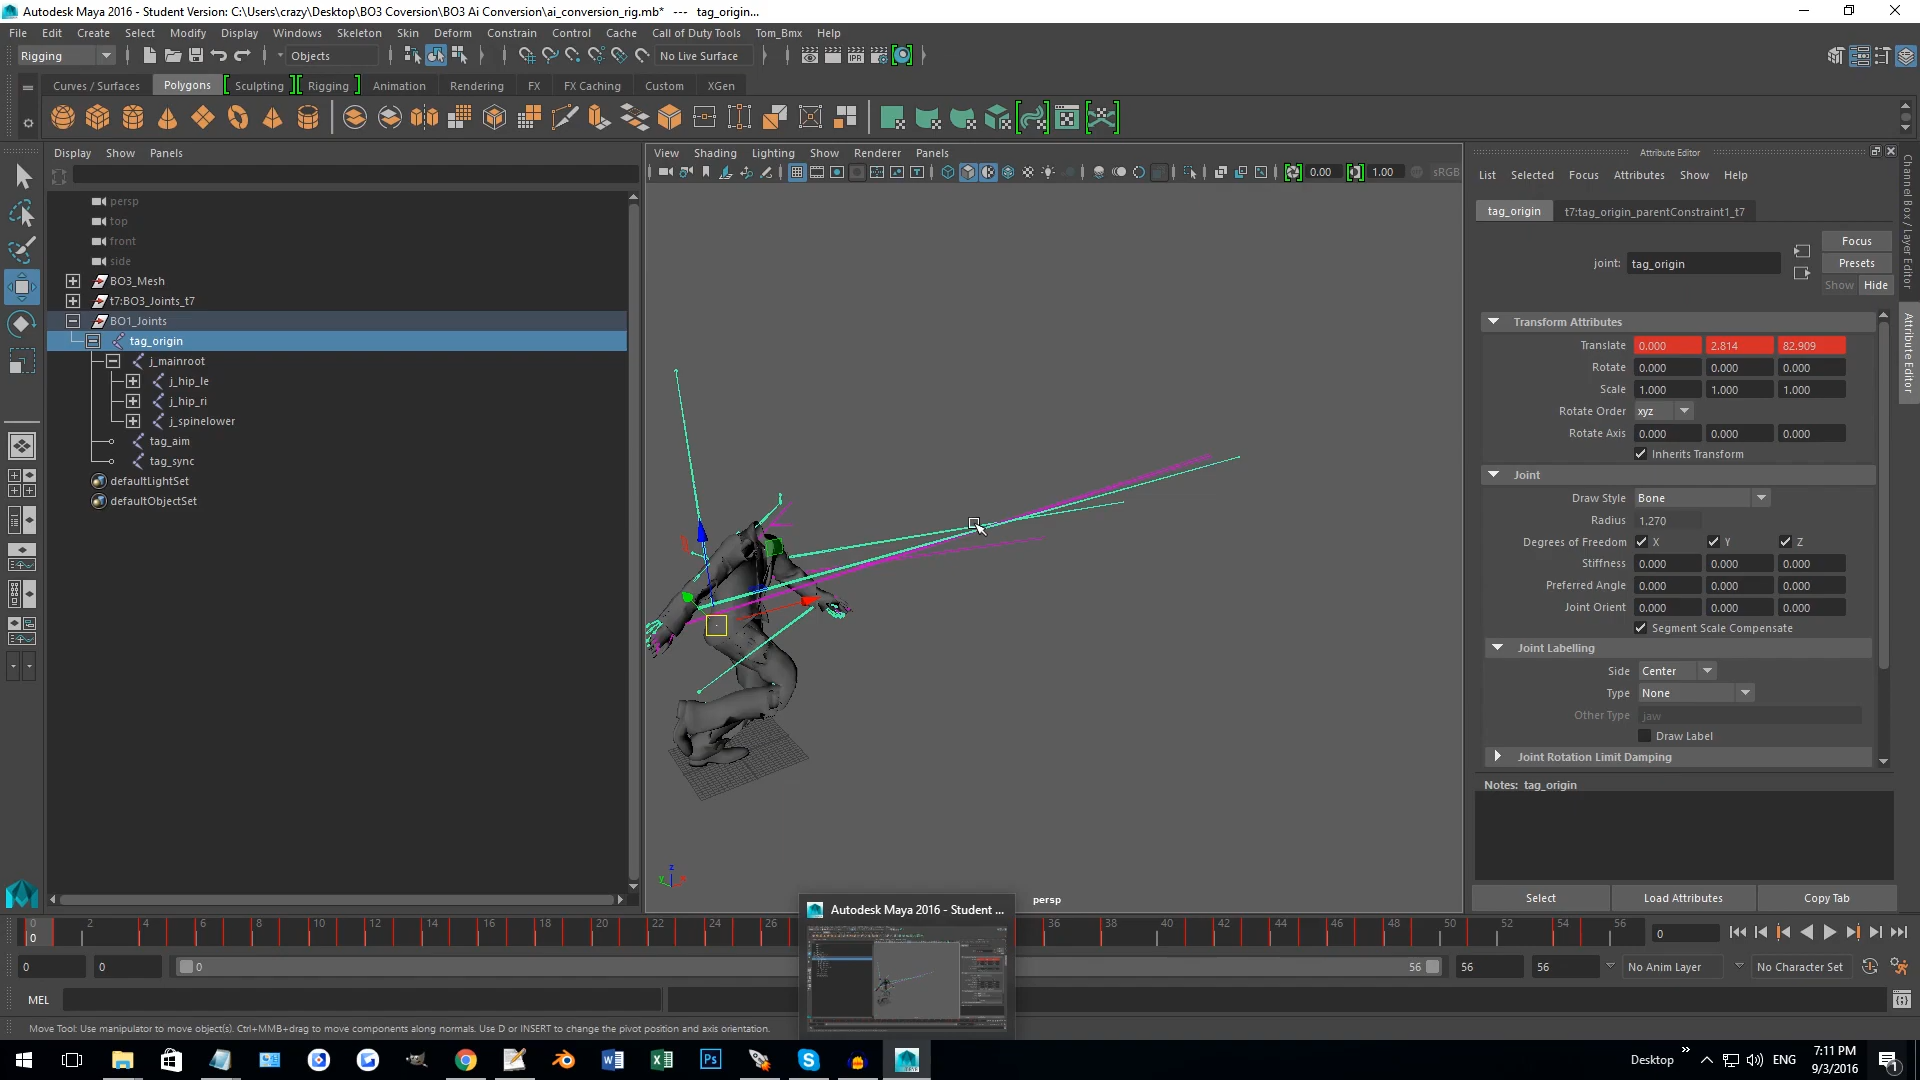 Autodesk Maya 2016 - Student Version: C:\Users\crazy\Desktop\BO3 Coversion\BO3 Ai Conversion\ai_conversion_rig.mb*   ---   tag_origin...
File Edit Create Select Modify Display Windows Skeleton Skin Deform Constrain Control Cache Call of Duty Tools Tom_Bmx Help
Rigging Objects No Live Surface
Curves / Surfaces Polygons Sculpting Rigging Animation Rendering FX FX Caching Custom XGen
Display Show Panels
View Shading Lighting Show Renderer Panels
0.00 1.00 sRGB
persp
top
front
side
BO3_Mesh
t7:BO3_Joints_t7
BO1_Joints
tag_origin
j_mainroot
j_hip_le
j_hip_ri
j_spinelower
tag_aim
tag_sync
defaultLightSet
defaultObjectSet
z
persp
Attribute Editor
List Selected Focus Attributes Show Help
tag_origin t7:tag_origin_parentConstraint1_t7
joint: tag_origin
Focus
Presets
Show Hide
Transform Attributes
Translate 0.000 2.814 82.909
Rotate 0.000 0.000 0.000
Scale 1.000 1.000 1.000
Rotate Order xyz
Rotate Axis 0.000 0.000 0.000
Inherits Transform
Joint
Draw Style Bone
Radius 1.270
Degrees of Freedom X Y Z
Stiffness 0.000 0.000 0.000
Preferred Angle 0.000 0.000 0.000
Joint Orient 0.000 0.000 0.000
Segment Scale Compensate
Joint Labelling
Side Center
Type None
Other Type jaw
Draw Label
Joint Rotation Limit Damping
Notes: tag_origin
Select Load Attributes Copy Tab
Channel Box / Layer Editor
Attribute Editor
Autodesk Maya 2016 - Student ...
0 2 4 6 8 10 12 14 16 18 20 22 24 26 36 38 40 42 44 46 48 50 52 54 56
0 0
0 0 0 56 56 56 No Anim Layer No Character Set
MEL
Move Tool: Use manipulator to move object(s). Ctrl+MMB+drag to move components along normals. Use D or INSERT to change the pivot position and axis orientation.
Desktop ENG
7:11 PM
9/3/2016
1